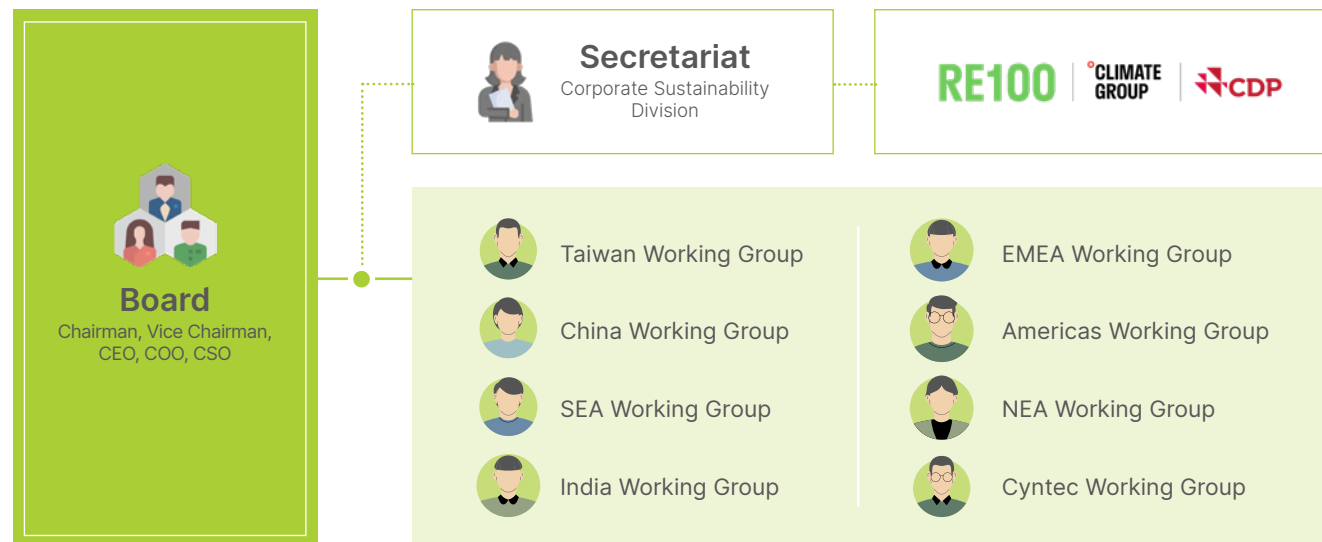 Board
Chairman, Vice Chairman,
CEO, COO, CSO
Secretariat
Corporate Sustainability
Division
RE100
°CLIMATE
GROUP
CDP
Taiwan Working Group
China Working Group
SEA Working Group
India Working Group
EMEA Working Group
Americas Working Group
NEA Working Group
Cyntec Working Group